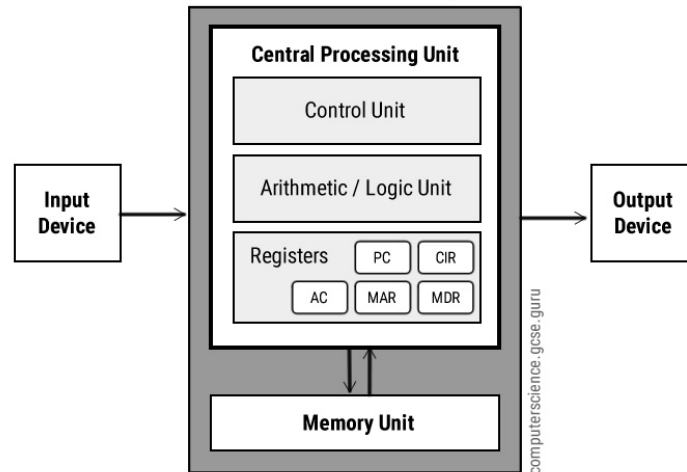 Central Processing Unit
Control Unit
Arithmetic / Logic Unit
Input
Device
Output
Device
Registers
PC
CIR
AC
MAR
MDR
Memory Unit
computerscience.gcse.guru